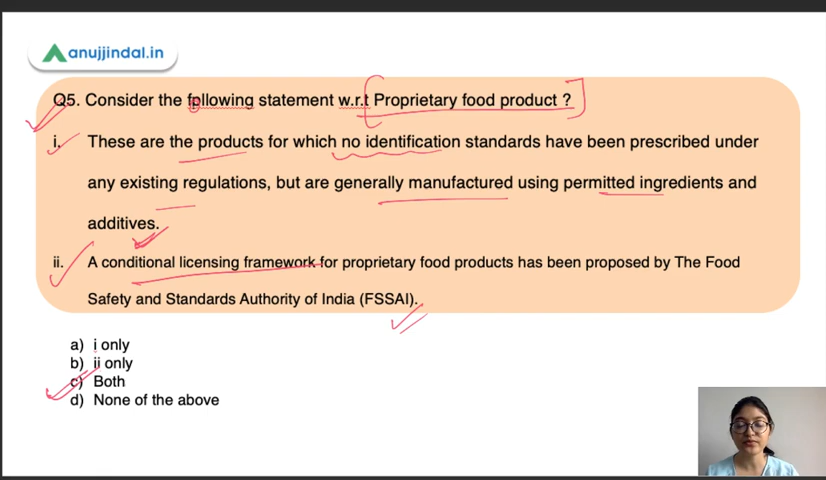 anujjindal.in
Q5. Consider the following statement w.r.t Proprietary food product ?
i. These are the products for which no identification standards have been prescribed under
any existing regulations, but are generally manufactured using permitted ingredients and
additives.
ii. A conditional licensing framework for proprietary food products has been proposed by The Food
Safety and Standards Authority of India (FSSAI).
a) i only
b) ii only
c) Both
d) None of the above